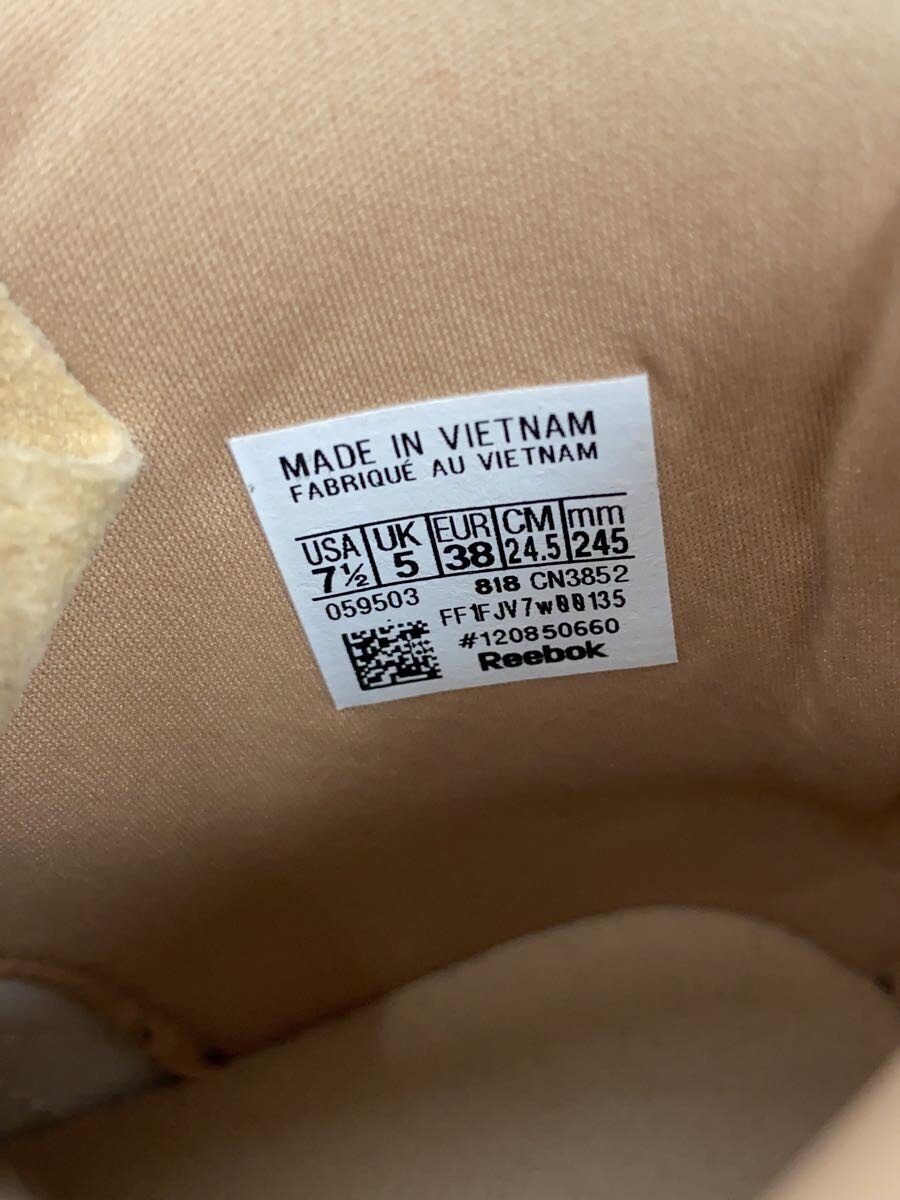 MADE IN VIETNAM
FABRIQUÉ AU VIETNAM
USA UK EUR CM mm
7½ 5 38 24.5 245
059503 818 CN3852
FF1FJV7w00135
#120850660
Reebok